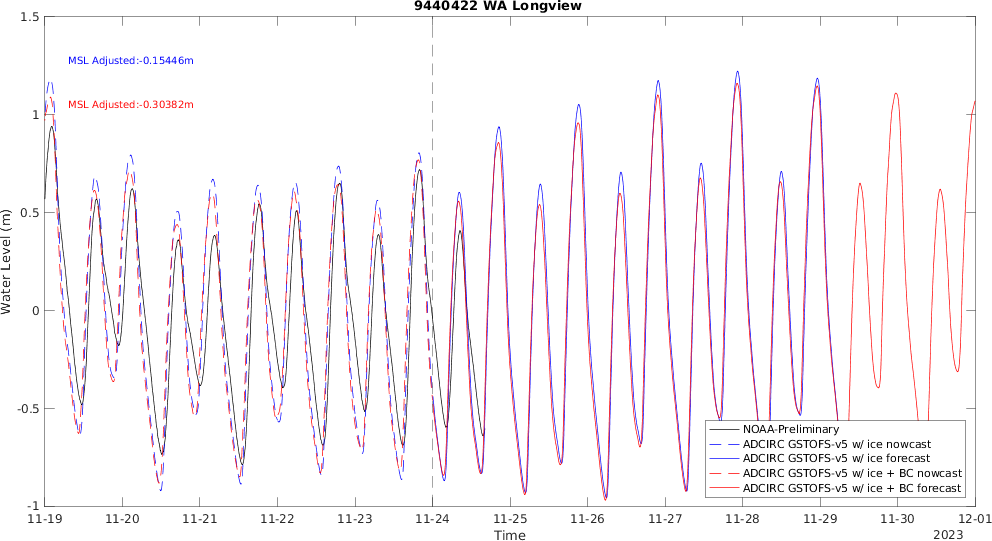 9440422 WA Longview
1.5
MSL Adjusted:-0.15446m
MSL Adjusted:-0.30382m
1
0.5
0
-0.5
-1
Water Level (m)
NOAA-Preliminary
ADCIRC GSTOFS-v5 w/ ice nowcast
ADCIRC GSTOFS-v5 w/ ice forecast
ADCIRC GSTOFS-v5 w/ ice + BC nowcast
ADCIRC GSTOFS-v5 w/ ice + BC forecast
11-19 11-20 11-21 11-22 11-23 11-24 11-25 11-26 11-27 11-28 11-29 11-30 12-01
Time
2023